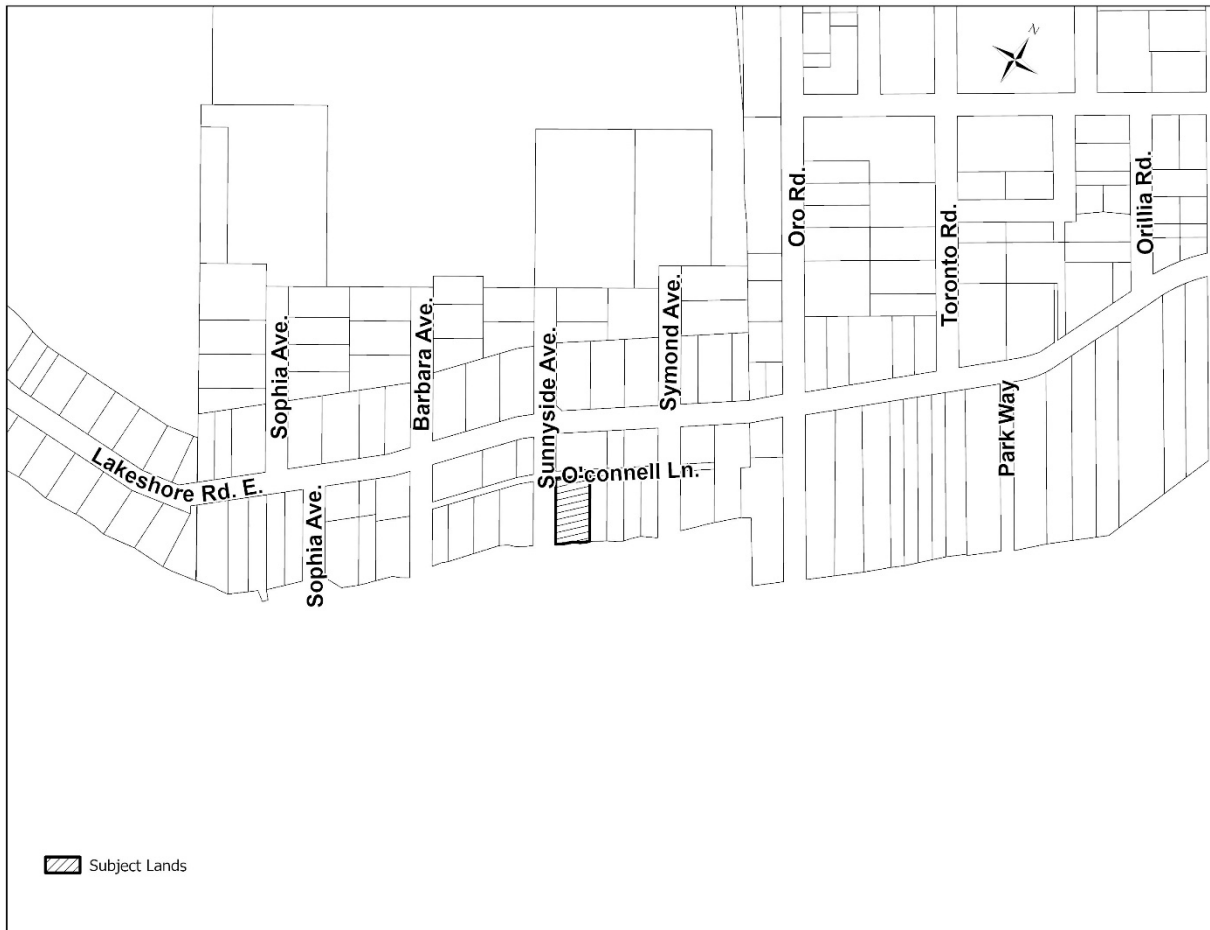 N
Oro Rd.
Toronto Rd.
Orillia Rd.
Sophia Ave.
Barbara Ave.
Sunnyside Ave.
Symond Ave.
Park Way
Lakeshore Rd. E.
O'connell Ln.
Sophia Ave.
Subject Lands